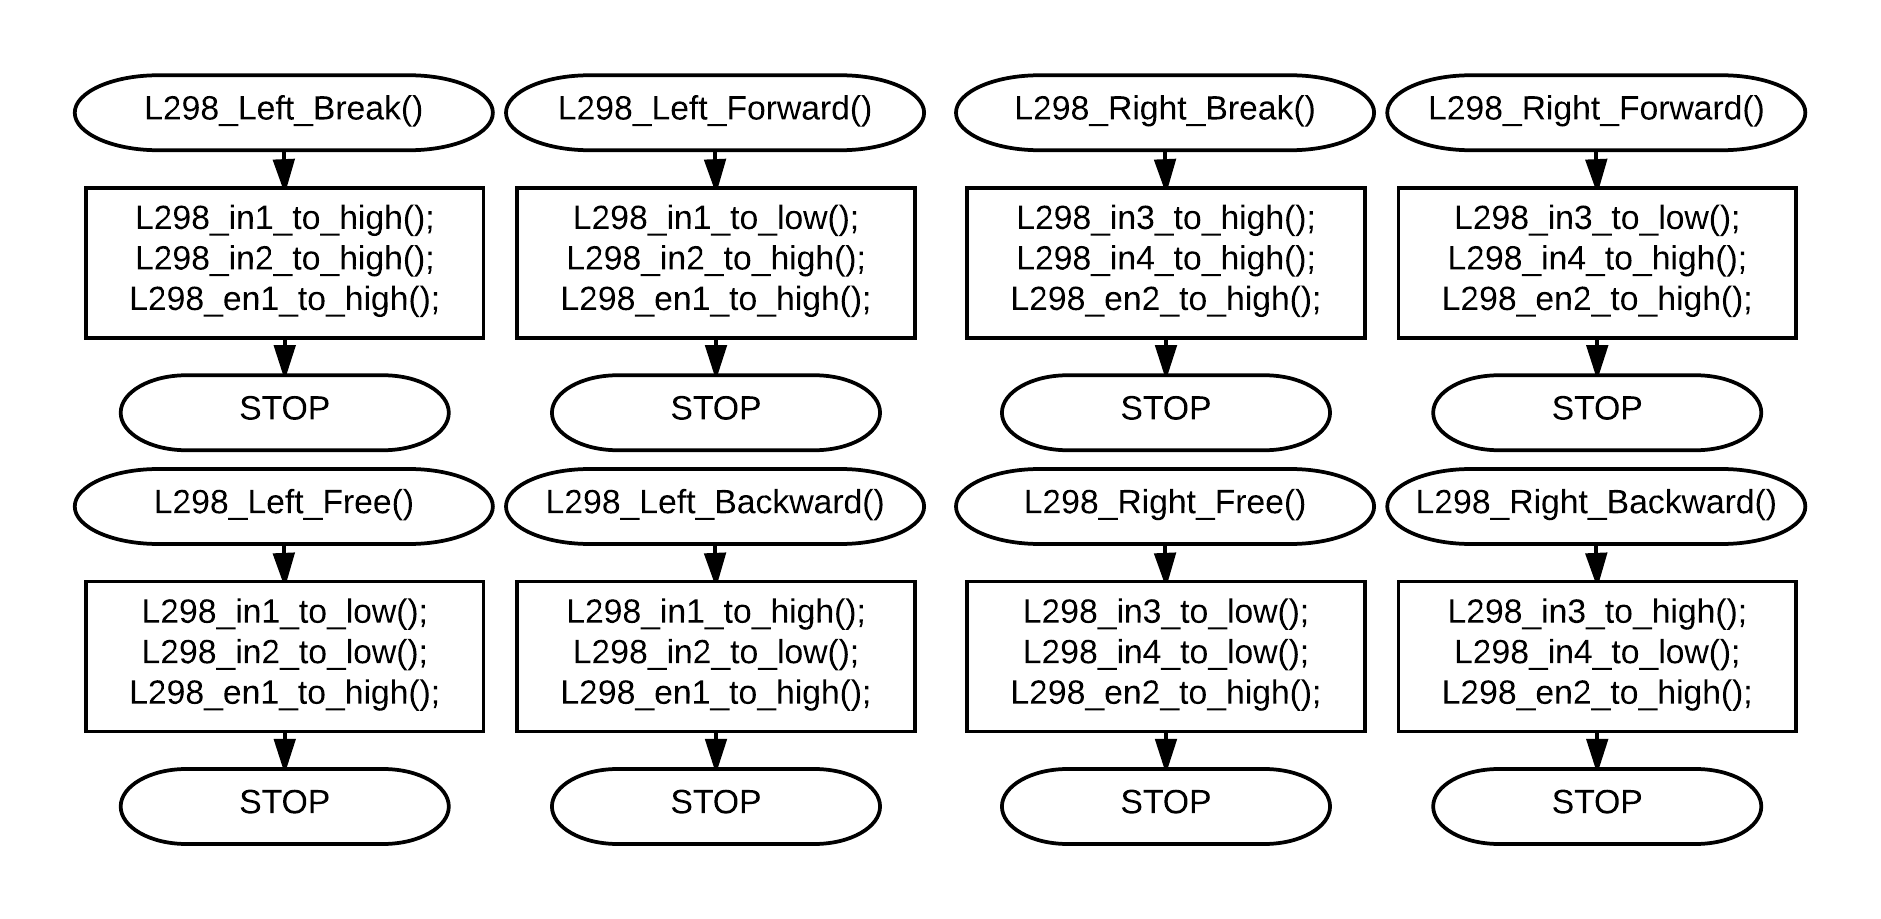 L298_Left_Break()
L298_in1_to_high();
L298_in2_to_high();
L298_en1_to_high();
STOP
L298_Left_Forward()
L298_in1_to_low();
L298_in2_to_high();
L298_en1_to_high();
STOP
L298_Right_Break()
L298_in3_to_high();
L298_in4_to_high();
L298_en2_to_high();
STOP
L298_Right_Forward()
L298_in3_to_low();
L298_in4_to_high();
L298_en2_to_high();
STOP
L298_Left_Free()
L298_in1_to_low();
L298_in2_to_low();
L298_en1_to_high();
STOP
L298_Left_Backward()
L298_in1_to_high();
L298_in2_to_low();
L298_en1_to_high();
STOP
L298_Right_Free()
L298_in3_to_low();
L298_in4_to_low();
L298_en2_to_high();
STOP
L298_Right_Backward()
L298_in3_to_high();
L298_in4_to_low();
L298_en2_to_high();
STOP